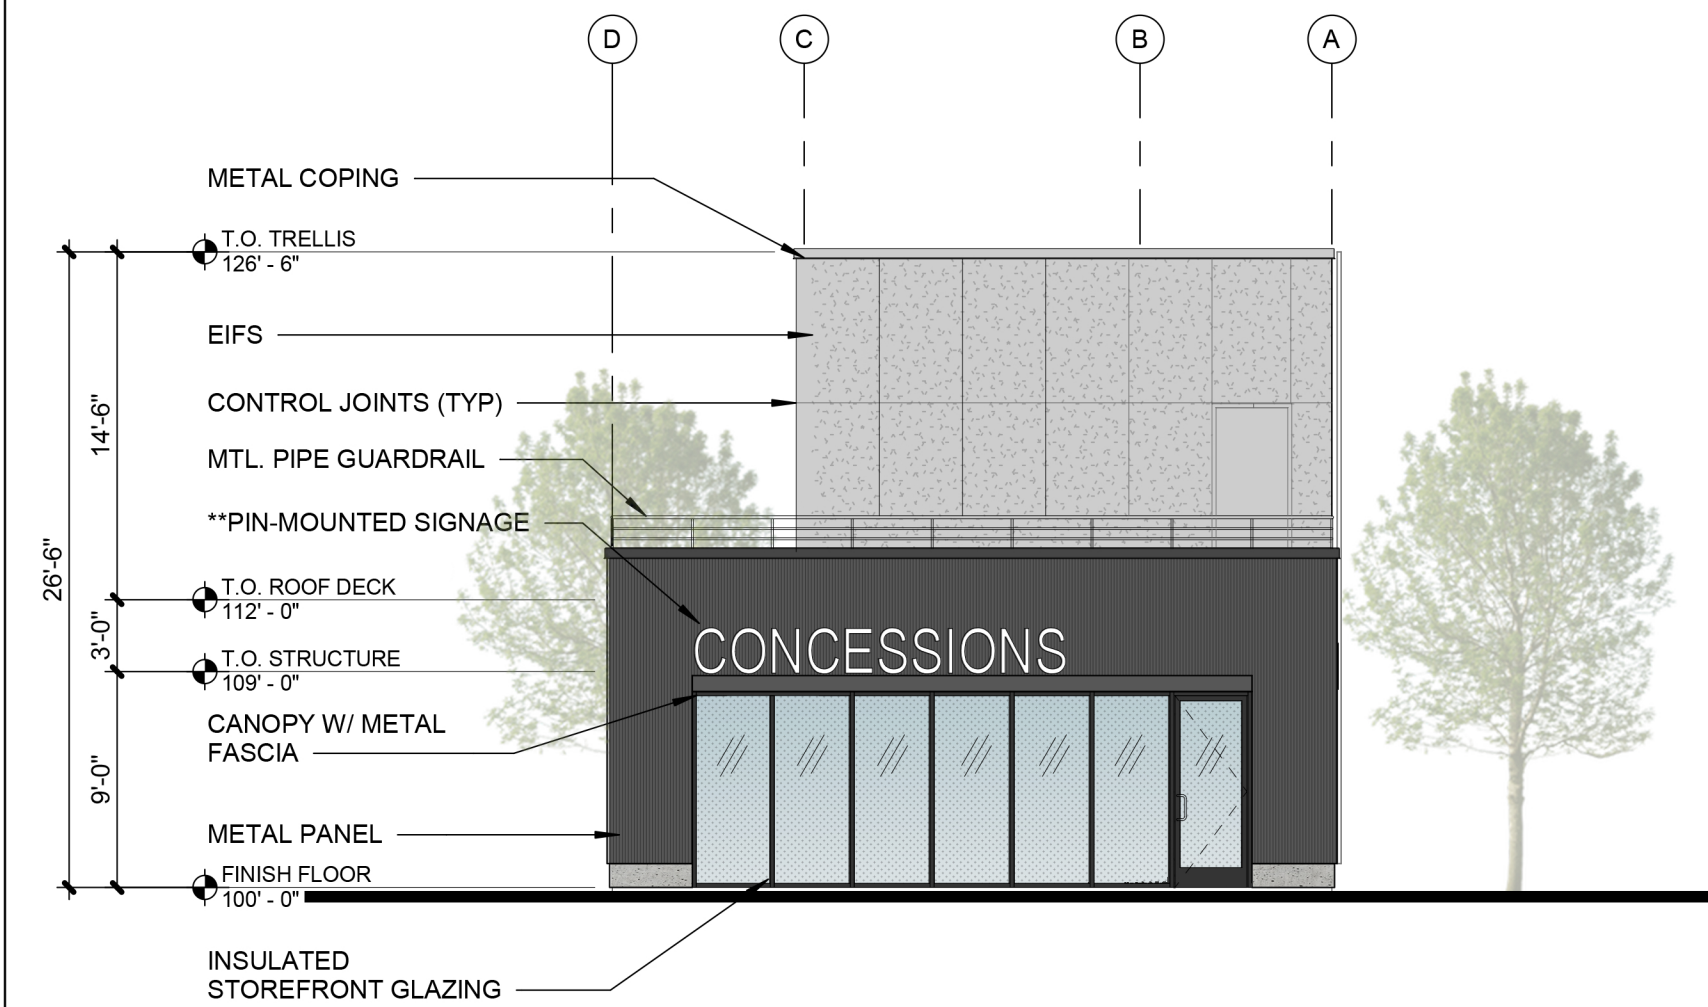 D C B A
METAL COPING
T.O. TRELLIS
126' - 6"
EIFS
CONTROL JOINTS (TYP)
14'-6"
MTL. PIPE GUARDRAIL
**PIN-MOUNTED SIGNAGE
26'-6"
T.O. ROOF DECK
112' - 0"
3'-0"
CONCESSIONS
T.O. STRUCTURE
109' - 0"
CANOPY W/ METAL
FASCIA
9'-0"
METAL PANEL
FINISH FLOOR
100' - 0"
INSULATED
STOREFRONT GLAZING